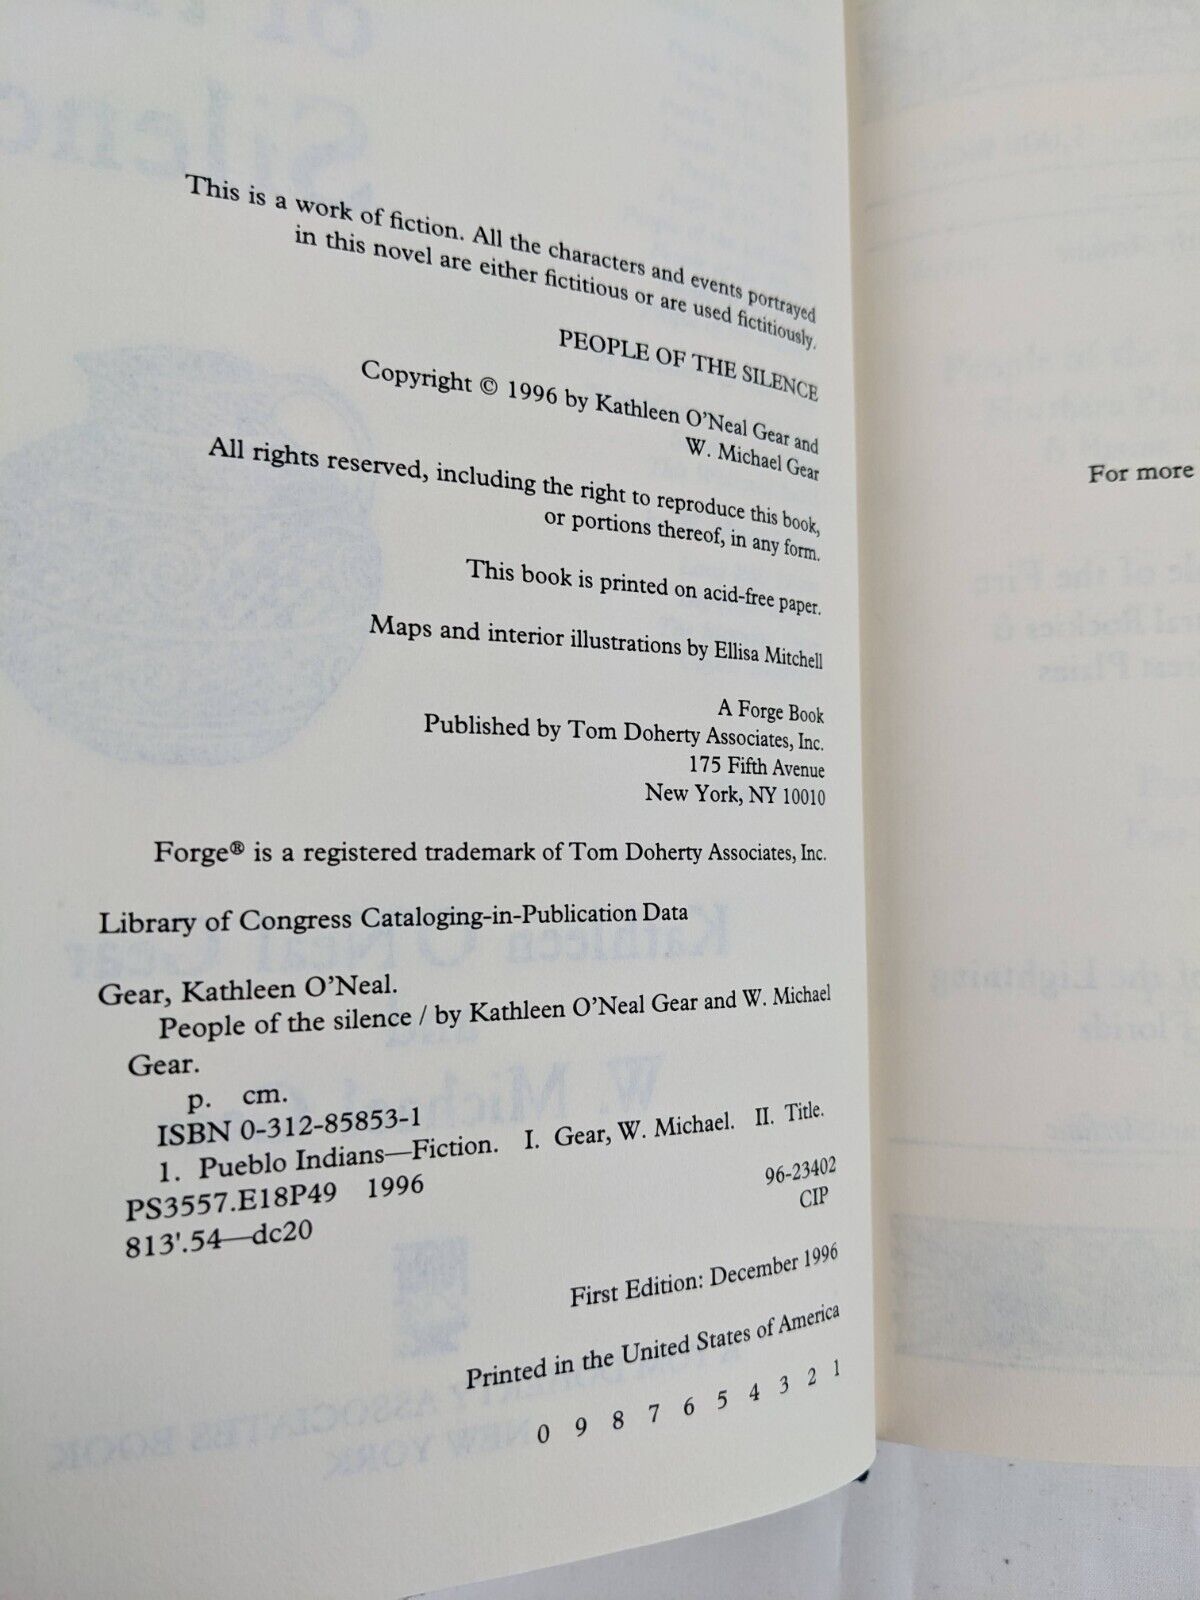 This is a work of fiction. All the characters and events portrayed
in this novel are either fictitious or are used fictitiously.
PEOPLE OF THE SILENCE
Copyright © 1996 by Kathleen O'Neal Gear and
W. Michael Gear
All rights reserved, including the right to reproduce this book,
or portions thereof, in any form.
This book is printed on acid-free paper.
Maps and interior illustrations by Ellisa Mitchell
A Forge Book
Published by Tom Doherty Associates, Inc.
175 Fifth Avenue
New York, NY 10010
Forge® is a registered trademark of Tom Doherty Associates, Inc.
Library of Congress Cataloging-in-Publication Data
Gear, Kathleen O'Neal.
People of the silence / by Kathleen O'Neal Gear and W. Michael
Gear.
p. cm.
ISBN 0-312-85853-1
1. Pueblo Indians—Fiction. I. Gear, W. Michael. II. Title.
PS3557.E18P49 1996
813'.54—dc20
96-23402
CIP
First Edition: December 1996
Printed in the United States of America
0 9 8 7 6 5 4 3 2 1
For more